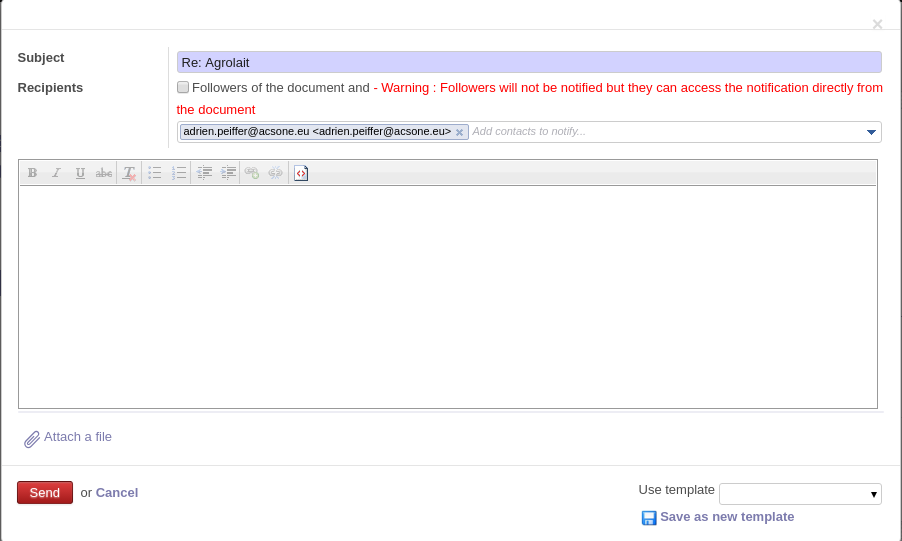 ×
Subject
Re: Agrolait
Recipients
Followers of the document and - Warning : Followers will not be notified but they can access the notification directly from
the document
adrien.peiffer@acsone.eu <adrien.peiffer@acsone.eu> × Add contacts to notify...
B I U abc T
Attach a file
Send or Cancel
Use template
Save as new template